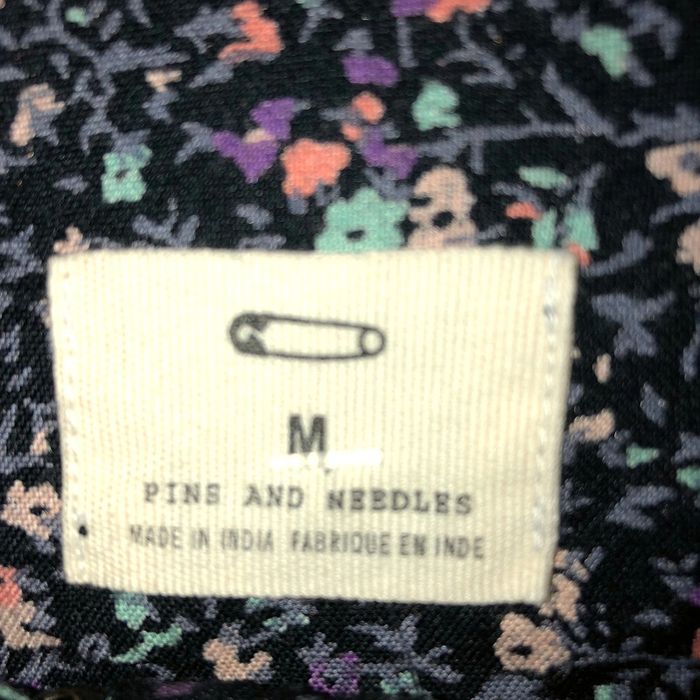 M
PINS AND NEEDLES
MADE IN INDIA FABRIQUE EN INDE